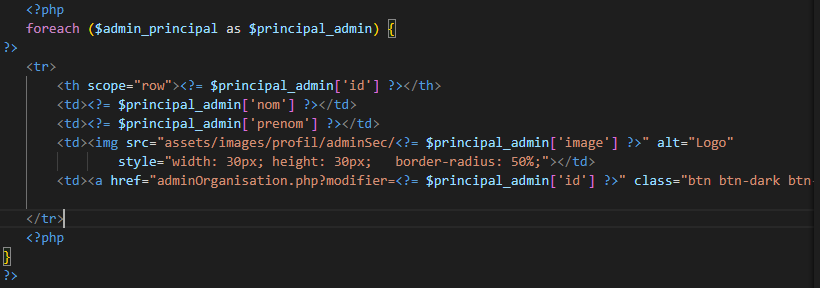 <?php
foreach ($admin_principal as $principal_admin) {
?>
<tr>
<th scope="row"><?= $principal_admin['id'] ?></th>
<td><?= $principal_admin['nom'] ?></td>
<td><?= $principal_admin['prenom'] ?></td>
<td><img src="assets/images/profil/adminSec/<?= $principal_admin['image'] ?>" alt="Logo"
style="width: 30px; height: 30px;   border-radius: 50%;"></td>
<td><a href="adminOrganisation.php?modifier=<?= $principal_admin['id'] ?>" class="btn btn-dark btn
</tr>
<?php
}
?>